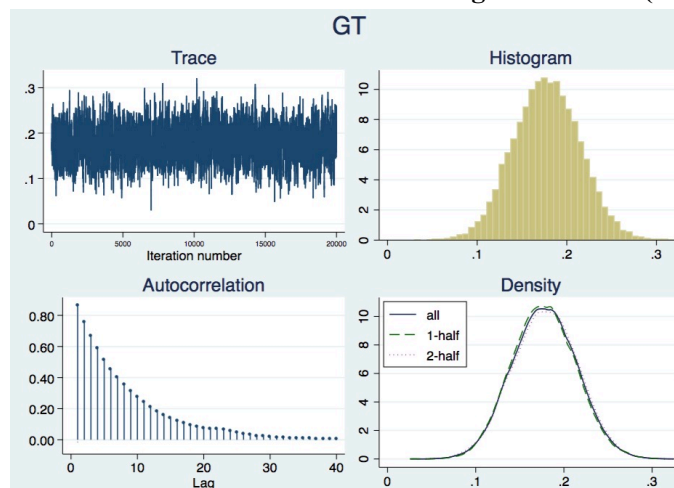 GT
Trace
.3
.2
.1
0
0 5000 10000 15000 20000
Iteration number
Histogram
10
8
6
4
2
0
.1 .2 .3
Autocorrelation
0.80
0.60
0.40
0.20
0.00
0 10 20 30 40
Lag
Density
10
8
6
4
2
0
all
1-half
2-half
.1 .2 .3